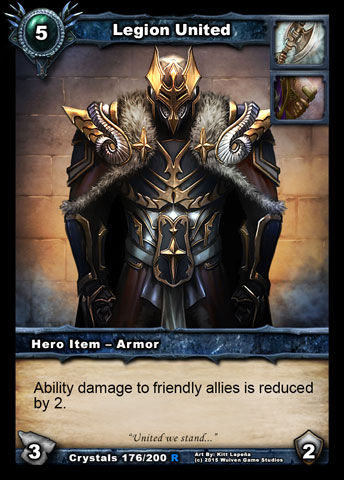 5
Legion United
Hero Item – Armor
Ability damage to friendly allies is reduced
by 2.
"United we stand..."
3
Crystals 176/200 R
Art By: Kitt Lapeña
(c) 2015 Wulven Game Studios
2